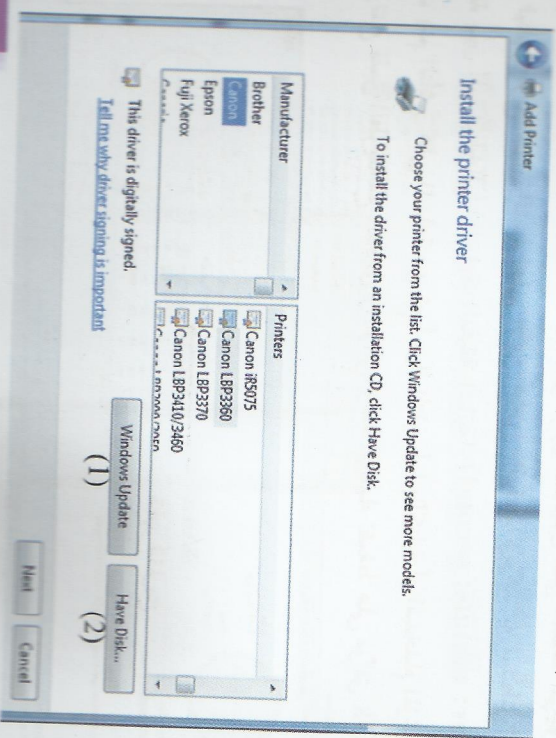 Add Printer
Install the printer driver
Choose your printer from the list. Click Windows Update to see more models.
To install the driver from an installation CD, click Have Disk.
Manufacturer
Brother
Canon
Epson
Fuji Xerox
Printers
Canon iR5075
Canon LBP3360
Canon LBP3370
Canon LBP3410/3460
This driver is digitally signed.
Tell me why driver signing is important
Windows Update
Have Disk...
(1)
(2)
Next
Cancel